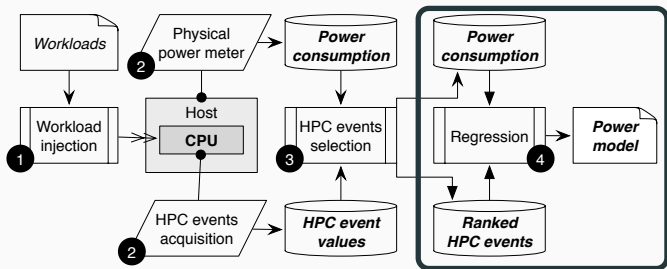 Workloads
Physical
power meter
2
Power
consumption
Power
consumption
Workload
injection
1
Host
CPU
HPC events
selection
3
Regression
4
Power
model
HPC events
acquisition
2
HPC event
values
Ranked
HPC events